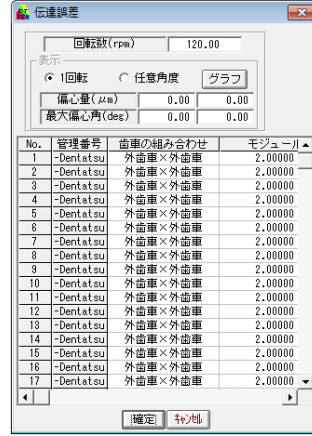 伝達誤差
回転数(rpm) 120.00
表示
1回転 任意角度 グラフ
偏心量(μm) 0.00 0.00
最大偏心角(deg) 0.00 0.00
No. 管理番号 歯車の組み合わせ モジュール
1 -Dentatsu 外歯車×外歯車 2.00000
2 -Dentatsu 外歯車×外歯車 2.00000
3 -Dentatsu 外歯車×外歯車 2.00000
4 -Dentatsu 外歯車×外歯車 2.00000
5 -Dentatsu 外歯車×外歯車 2.00000
6 -Dentatsu 外歯車×外歯車 2.00000
7 -Dentatsu 外歯車×外歯車 2.00000
8 -Dentatsu 外歯車×外歯車 2.00000
9 -Dentatsu 外歯車×外歯車 2.00000
10 -Dentatsu 外歯車×外歯車 2.00000
11 -Dentatsu 外歯車×外歯車 2.00000
12 -Dentatsu 外歯車×外歯車 2.00000
13 -Dentatsu 外歯車×外歯車 2.00000
14 -Dentatsu 外歯車×外歯車 2.00000
15 -Dentatsu 外歯車×外歯車 2.00000
16 -Dentatsu 外歯車×外歯車 2.00000
17 -Dentatsu 外歯車×外歯車 2.00000
確定 ｷｬﾝｾﾙ